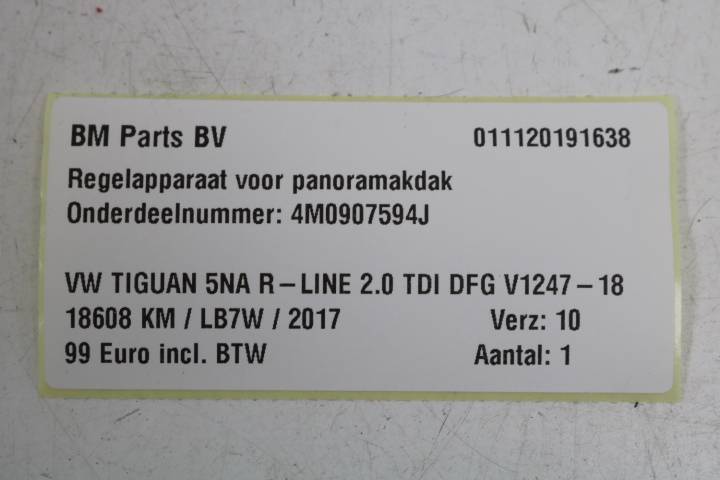 BM Parts BV 011120191638
Regelapparaat voor panoramakdak
Onderdeelnummer: 4M0907594J
VW TIGUAN 5NA R-LINE 2.0 TDI DFG V1247-18
18608 KM / LB7W / 2017 Verz: 10
99 Euro incl. BTW Aantal: 1